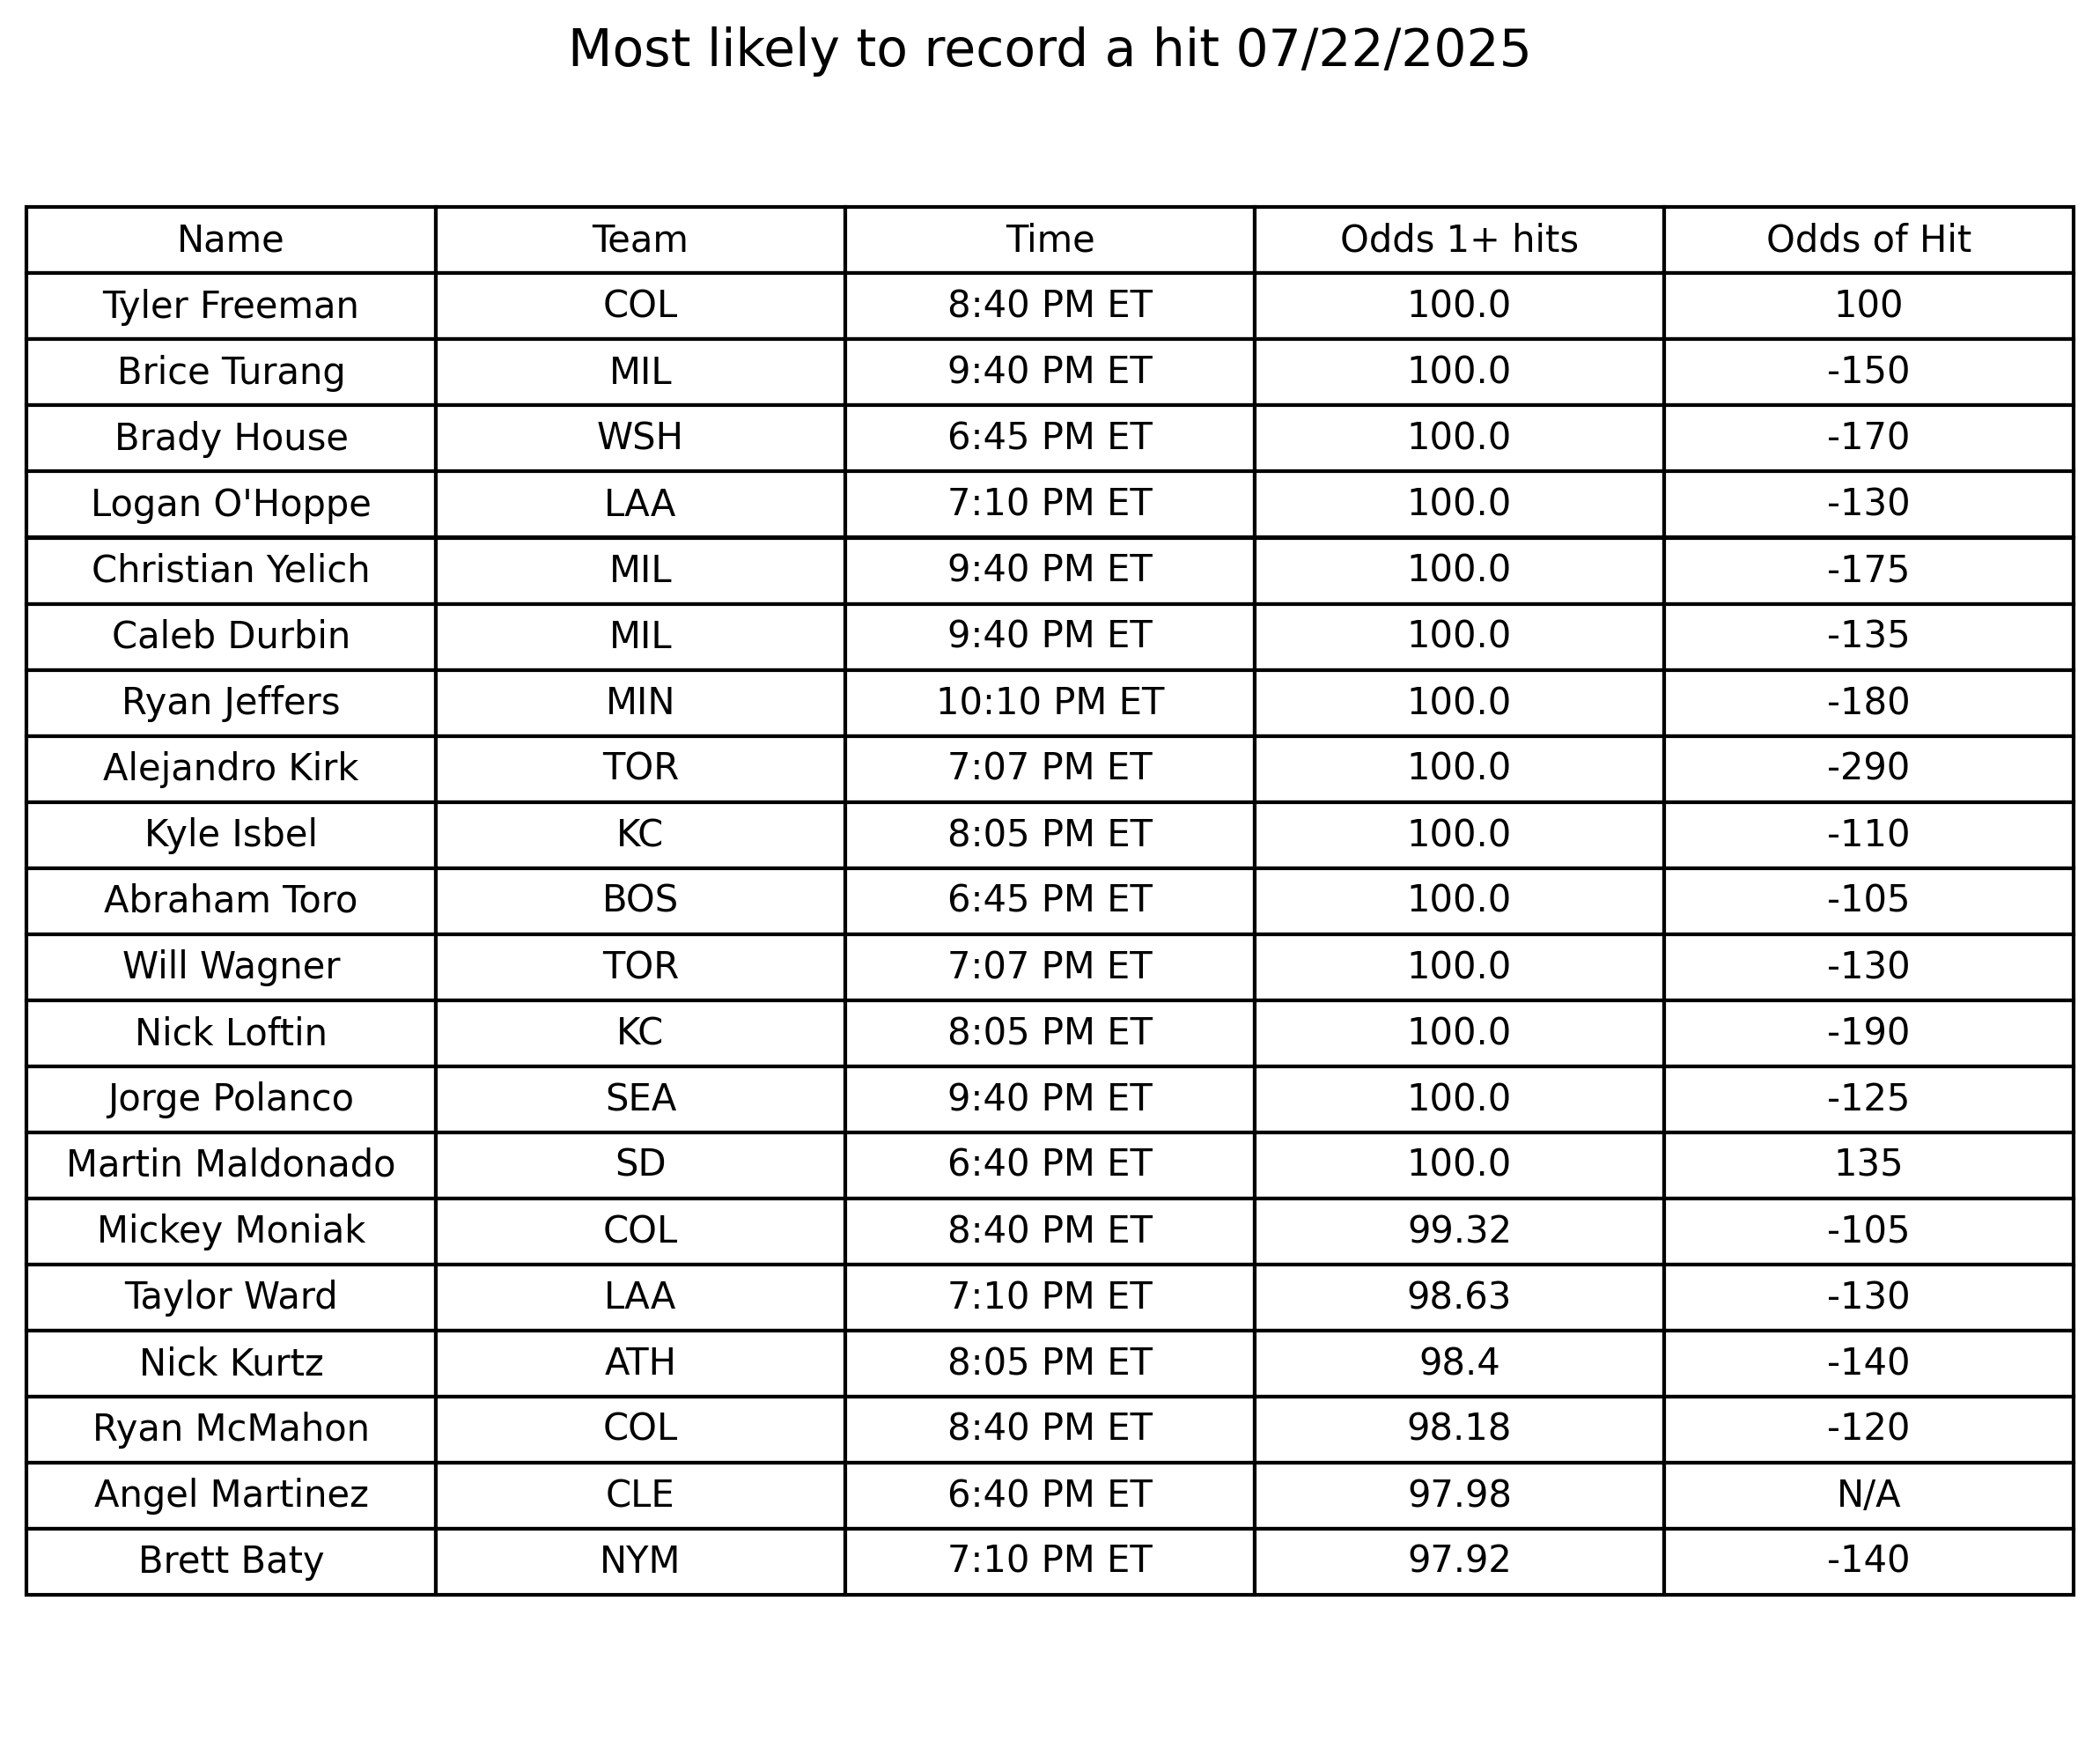 Most likely to record a hit 07/22/2025
Name Team Time Odds 1+ hits Odds of Hit
Tyler Freeman COL 8:40 PM ET 100.0 100
Brice Turang MIL 9:40 PM ET 100.0 -150
Brady House WSH 6:45 PM ET 100.0 -170
Logan O'Hoppe LAA 7:10 PM ET 100.0 -130
Christian Yelich MIL 9:40 PM ET 100.0 -175
Caleb Durbin MIL 9:40 PM ET 100.0 -135
Ryan Jeffers MIN 10:10 PM ET 100.0 -180
Alejandro Kirk TOR 7:07 PM ET 100.0 -290
Kyle Isbel KC 8:05 PM ET 100.0 -110
Abraham Toro BOS 6:45 PM ET 100.0 -105
Will Wagner TOR 7:07 PM ET 100.0 -130
Nick Loftin KC 8:05 PM ET 100.0 -190
Jorge Polanco SEA 9:40 PM ET 100.0 -125
Martin Maldonado SD 6:40 PM ET 100.0 135
Mickey Moniak COL 8:40 PM ET 99.32 -105
Taylor Ward LAA 7:10 PM ET 98.63 -130
Nick Kurtz ATH 8:05 PM ET 98.4 -140
Ryan McMahon COL 8:40 PM ET 98.18 -120
Angel Martinez CLE 6:40 PM ET 97.98 N/A
Brett Baty NYM 7:10 PM ET 97.92 -140